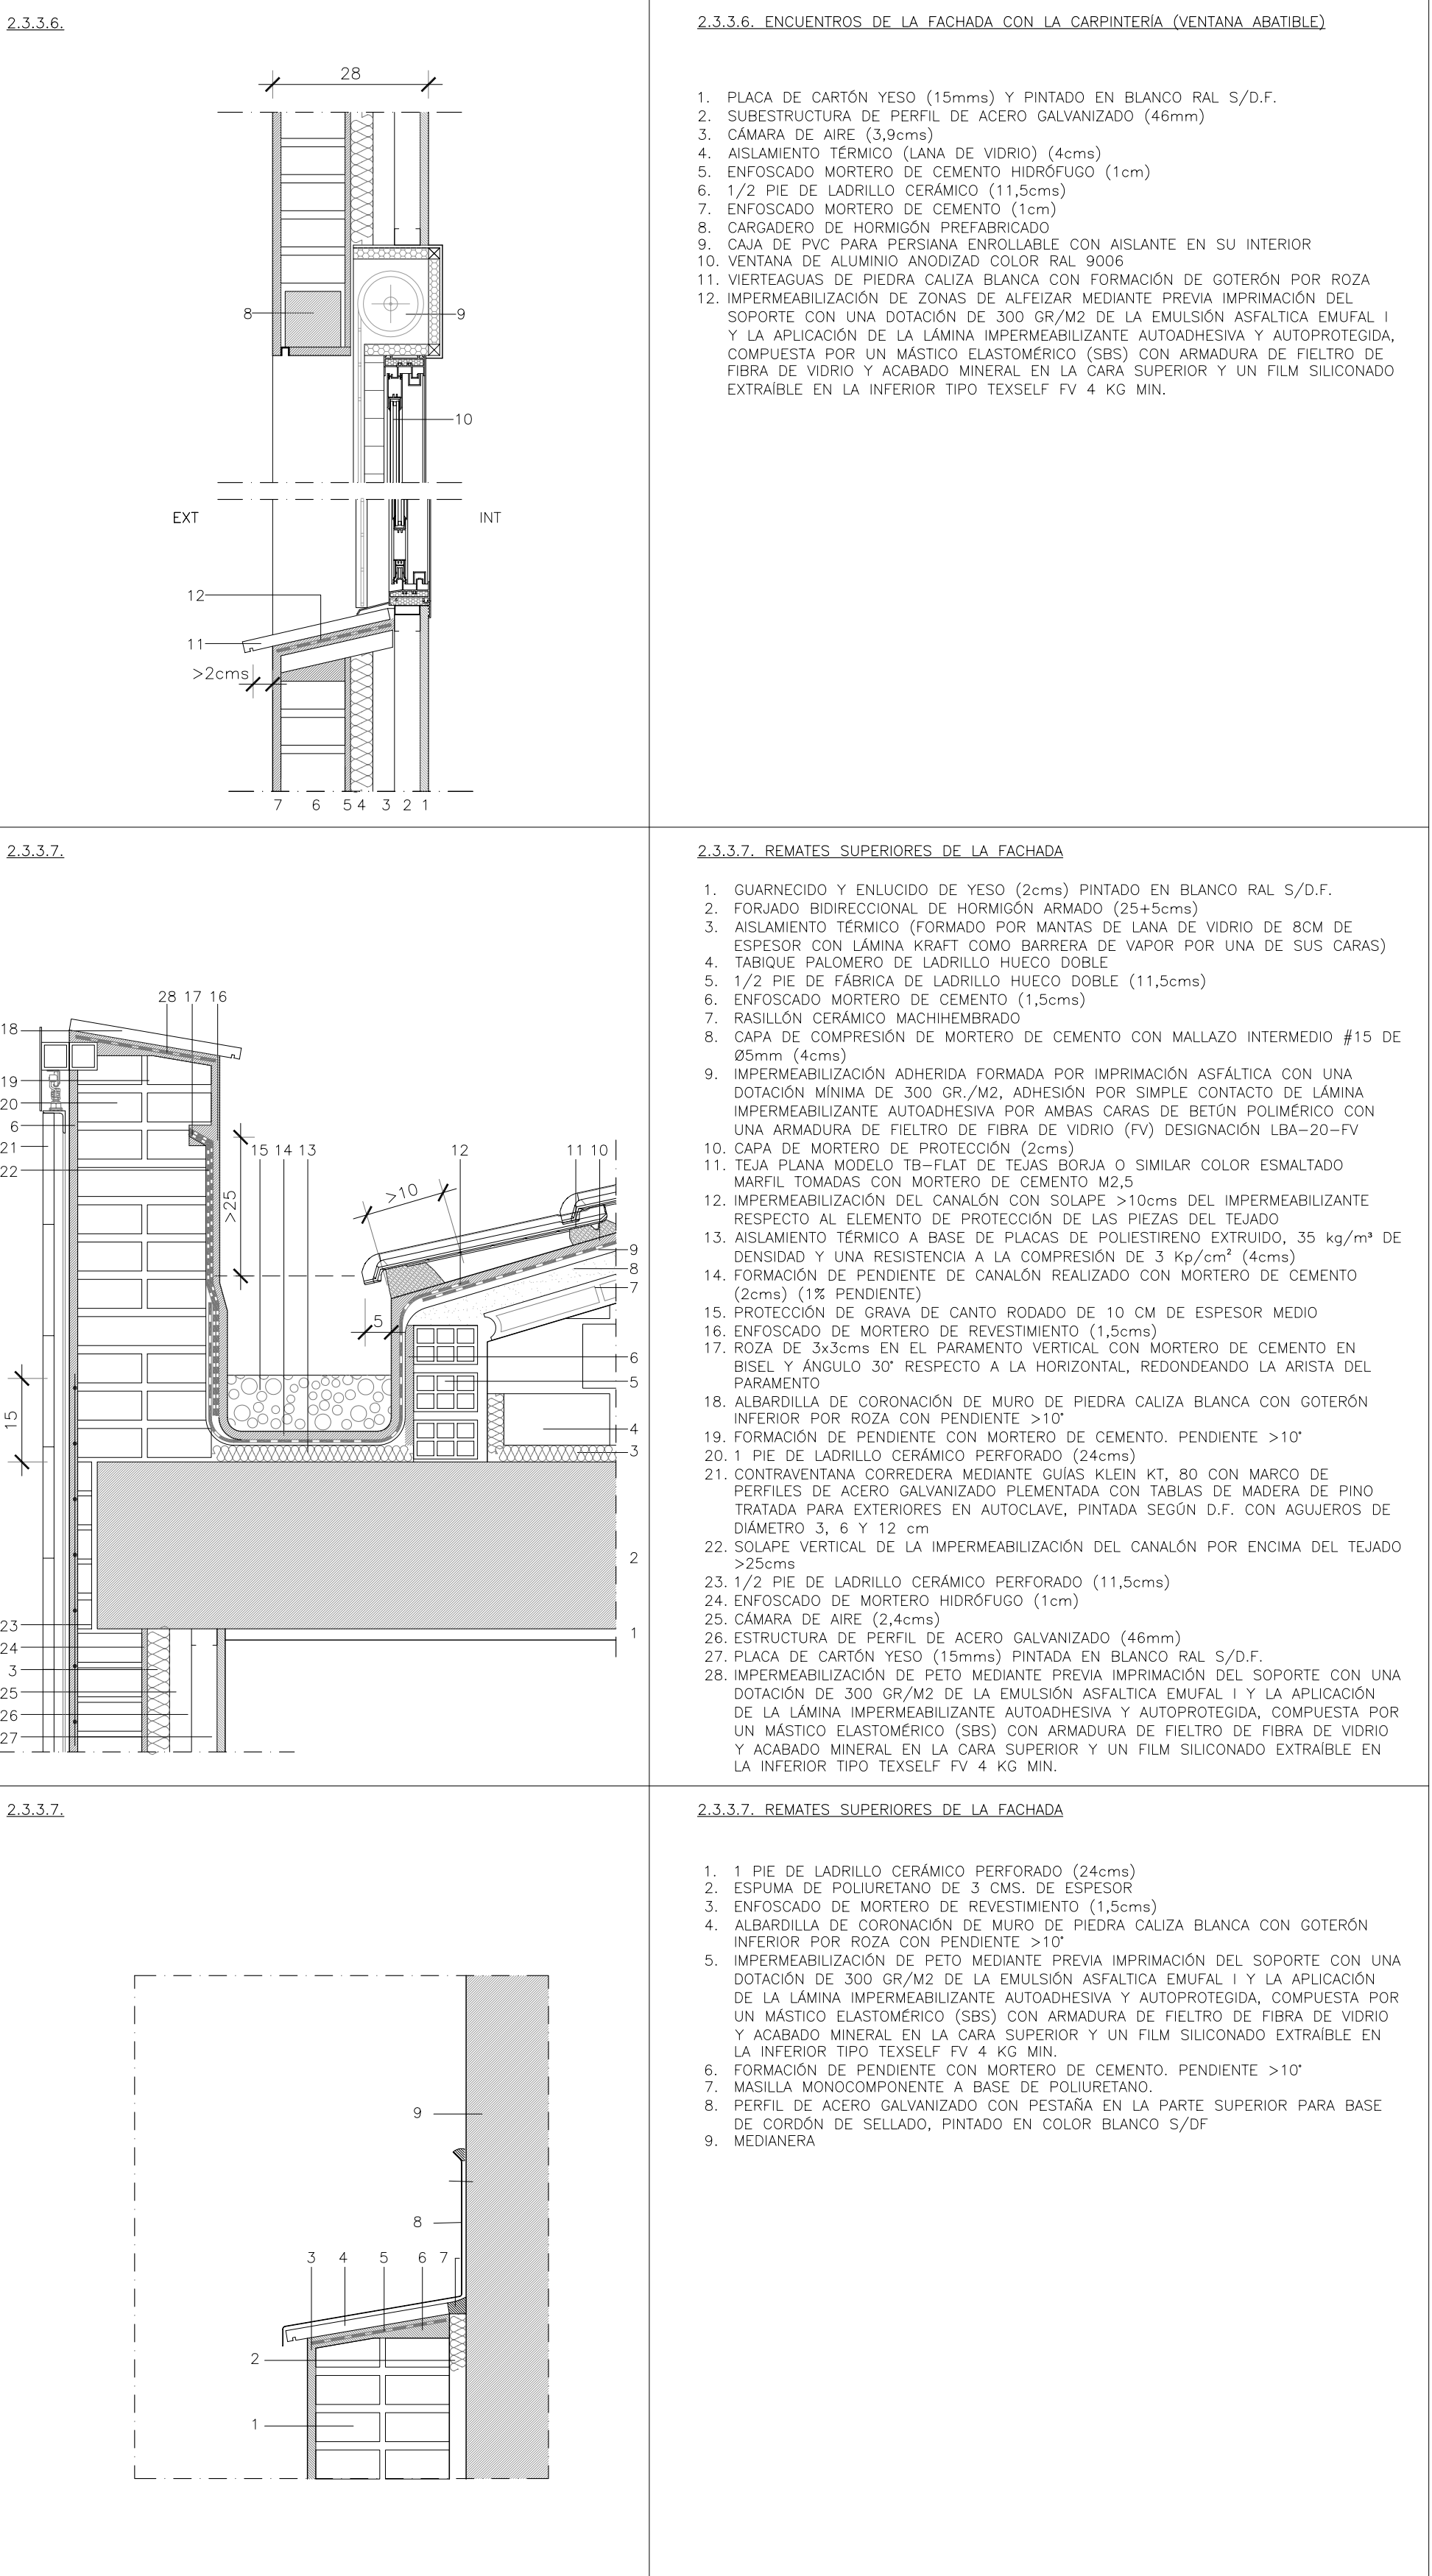 2.3.3.6.
28
8
9
10
EXT
INT
12
11
>2cms
7 6 5 4 3 2 1
2.3.3.6. ENCUENTROS DE LA FACHADA CON LA CARPINTERÍA (VENTANA ABATIBLE)
1. PLACA DE CARTÓN YESO (15mms) Y PINTADO EN BLANCO RAL S/D.F.
2. SUBESTRUCTURA DE PERFIL DE ACERO GALVANIZADO (46mm)
3. CÁMARA DE AIRE (3,9cms)
4. AISLAMIENTO TÉRMICO (LANA DE VIDRIO) (4cms)
5. ENFOSCADO MORTERO DE CEMENTO HIDRÓFUGO (1cm)
6. 1/2 PIE DE LADRILLO CERÁMICO (11,5cms)
7. ENFOSCADO MORTERO DE CEMENTO (1cm)
8. CARGADERO DE HORMIGÓN PREFABRICADO
9. CAJA DE PVC PARA PERSIANA ENROLLABLE CON AISLANTE EN SU INTERIOR
10. VENTANA DE ALUMINIO ANODIZAD COLOR RAL 9006
11. VIERTEAGUAS DE PIEDRA CALIZA BLANCA CON FORMACIÓN DE GOTERÓN POR ROZA
12. IMPERMEABILIZACIÓN DE ZONAS DE ALFEIZAR MEDIANTE PREVIA IMPRIMACIÓN DEL
SOPORTE CON UNA DOTACIÓN DE 300 GR/M2 DE LA EMULSIÓN ASFALTICA EMUFAL I
Y LA APLICACIÓN DE LA LÁMINA IMPERMEABILIZANTE AUTOADHESIVA Y AUTOPROTEGIDA,
COMPUESTA POR UN MÁSTICO ELASTOMÉRICO (SBS) CON ARMADURA DE FIELTRO DE
FIBRA DE VIDRIO Y ACABADO MINERAL EN LA CARA SUPERIOR Y UN FILM SILICONADO
EXTRAÍBLE EN LA INFERIOR TIPO TEXSELF FV 4 KG MIN.
2.3.3.7.
28 17 16
18
19
20
6
21
22
>25
15 14 13
12
11 10
>10
9
8
7
5
6
5
4
3
15
2
1
23
24
3
25
26
27
2.3.3.7. REMATES SUPERIORES DE LA FACHADA
1. GUARNECIDO Y ENLUCIDO DE YESO (2cms) PINTADO EN BLANCO RAL S/D.F.
2. FORJADO BIDIRECCIONAL DE HORMIGÓN ARMADO (25+5cms)
3. AISLAMIENTO TÉRMICO (FORMADO POR MANTAS DE LANA DE VIDRIO DE 8CM DE
ESPESOR CON LÁMINA KRAFT COMO BARRERA DE VAPOR POR UNA DE SUS CARAS)
4. TABIQUE PALOMERO DE LADRILLO HUECO DOBLE
5. 1/2 PIE DE FÁBRICA DE LADRILLO HUECO DOBLE (11,5cms)
6. ENFOSCADO MORTERO DE CEMENTO (1,5cms)
7. RASILLÓN CERÁMICO MACHIHEMBRADO
8. CAPA DE COMPRESIÓN DE MORTERO DE CEMENTO CON MALLAZO INTERMEDIO #15 DE
Ø5mm (4cms)
9. IMPERMEABILIZACIÓN ADHERIDA FORMADA POR IMPRIMACIÓN ASFÁLTICA CON UNA
DOTACIÓN MÍNIMA DE 300 GR./M2, ADHESIÓN POR SIMPLE CONTACTO DE LÁMINA
IMPERMEABILIZANTE AUTOADHESIVA POR AMBAS CARAS DE BETÚN POLIMÉRICO CON
UNA ARMADURA DE FIELTRO DE FIBRA DE VIDRIO (FV) DESIGNACIÓN LBA-20-FV
10. CAPA DE MORTERO DE PROTECCIÓN (2cms)
11. TEJA PLANA MODELO TB-FLAT DE TEJAS BORJA O SIMILAR COLOR ESMALTADO
MARFIL TOMADAS CON MORTERO DE CEMENTO M2,5
12. IMPERMEABILIZACIÓN DEL CANALÓN CON SOLAPE >10cms DEL IMPERMEABILIZANTE
RESPECTO AL ELEMENTO DE PROTECCIÓN DE LAS PIEZAS DEL TEJADO
13. AISLAMIENTO TÉRMICO A BASE DE PLACAS DE POLIESTIRENO EXTRUIDO, 35 kg/m³ DE
DENSIDAD Y UNA RESISTENCIA A LA COMPRESIÓN DE 3 Kp/cm² (4cms)
14. FORMACIÓN DE PENDIENTE DE CANALÓN REALIZADO CON MORTERO DE CEMENTO
(2cms) (1% PENDIENTE)
15. PROTECCIÓN DE GRAVA DE CANTO RODADO DE 10 CM DE ESPESOR MEDIO
16. ENFOSCADO DE MORTERO DE REVESTIMIENTO (1,5cms)
17. ROZA DE 3x3cms EN EL PARAMENTO VERTICAL CON MORTERO DE CEMENTO EN
BISEL Y ÁNGULO 30° RESPECTO A LA HORIZONTAL, REDONDEANDO LA ARISTA DEL
PARAMENTO
18. ALBARDILLA DE CORONACIÓN DE MURO DE PIEDRA CALIZA BLANCA CON GOTERÓN
INFERIOR POR ROZA CON PENDIENTE >10°
19. FORMACIÓN DE PENDIENTE CON MORTERO DE CEMENTO. PENDIENTE >10°
20. 1 PIE DE LADRILLO CERÁMICO PERFORADO (24cms)
21. CONTRAVENTANA CORREDERA MEDIANTE GUÍAS KLEIN KT, 80 CON MARCO DE
PERFILES DE ACERO GALVANIZADO PLEMENTADA CON TABLAS DE MADERA DE PINO
TRATADA PARA EXTERIORES EN AUTOCLAVE, PINTADA SEGÚN D.F. CON AGUJEROS DE
DIÁMETRO 3, 6 Y 12 cm
22. SOLAPE VERTICAL DE LA IMPERMEABILIZACIÓN DEL CANALÓN POR ENCIMA DEL TEJADO
>25cms
23. 1/2 PIE DE LADRILLO CERÁMICO PERFORADO (11,5cms)
24. ENFOSCADO DE MORTERO HIDRÓFUGO (1cm)
25. CÁMARA DE AIRE (2,4cms)
26. ESTRUCTURA DE PERFIL DE ACERO GALVANIZADO (46mm)
27. PLACA DE CARTÓN YESO (15mms) PINTADA EN BLANCO RAL S/D.F.
28. IMPERMEABILIZACIÓN DE PETO MEDIANTE PREVIA IMPRIMACIÓN DEL SOPORTE CON UNA
DOTACIÓN DE 300 GR/M2 DE LA EMULSIÓN ASFALTICA EMUFAL I Y LA APLICACIÓN
DE LA LÁMINA IMPERMEABILIZANTE AUTOADHESIVA Y AUTOPROTEGIDA, COMPUESTA POR
UN MÁSTICO ELASTOMÉRICO (SBS) CON ARMADURA DE FIELTRO DE FIBRA DE VIDRIO
Y ACABADO MINERAL EN LA CARA SUPERIOR Y UN FILM SILICONADO EXTRAÍBLE EN
LA INFERIOR TIPO TEXSELF FV 4 KG MIN.
2.3.3.7.
9
8
3 4 5 6 7
2
1
2.3.3.7. REMATES SUPERIORES DE LA FACHADA
1. 1 PIE DE LADRILLO CERÁMICO PERFORADO (24cms)
2. ESPUMA DE POLIURETANO DE 3 CMS. DE ESPESOR
3. ENFOSCADO DE MORTERO DE REVESTIMIENTO (1,5cms)
4. ALBARDILLA DE CORONACIÓN DE MURO DE PIEDRA CALIZA BLANCA CON GOTERÓN
INFERIOR POR ROZA CON PENDIENTE >10°
5. IMPERMEABILIZACIÓN DE PETO MEDIANTE PREVIA IMPRIMACIÓN DEL SOPORTE CON UNA
DOTACIÓN DE 300 GR/M2 DE LA EMULSIÓN ASFALTICA EMUFAL I Y LA APLICACIÓN
DE LA LÁMINA IMPERMEABILIZANTE AUTOADHESIVA Y AUTOPROTEGIDA, COMPUESTA POR
UN MÁSTICO ELASTOMÉRICO (SBS) CON ARMADURA DE FIELTRO DE FIBRA DE VIDRIO
Y ACABADO MINERAL EN LA CARA SUPERIOR Y UN FILM SILICONADO EXTRAÍBLE EN
LA INFERIOR TIPO TEXSELF FV 4 KG MIN.
6. FORMACIÓN DE PENDIENTE CON MORTERO DE CEMENTO. PENDIENTE >10°
7. MASILLA MONOCOMPONENTE A BASE DE POLIURETANO.
8. PERFIL DE ACERO GALVANIZADO CON PESTAÑA EN LA PARTE SUPERIOR PARA BASE
DE CORDÓN DE SELLADO, PINTADO EN COLOR BLANCO S/DF
9. MEDIANERA